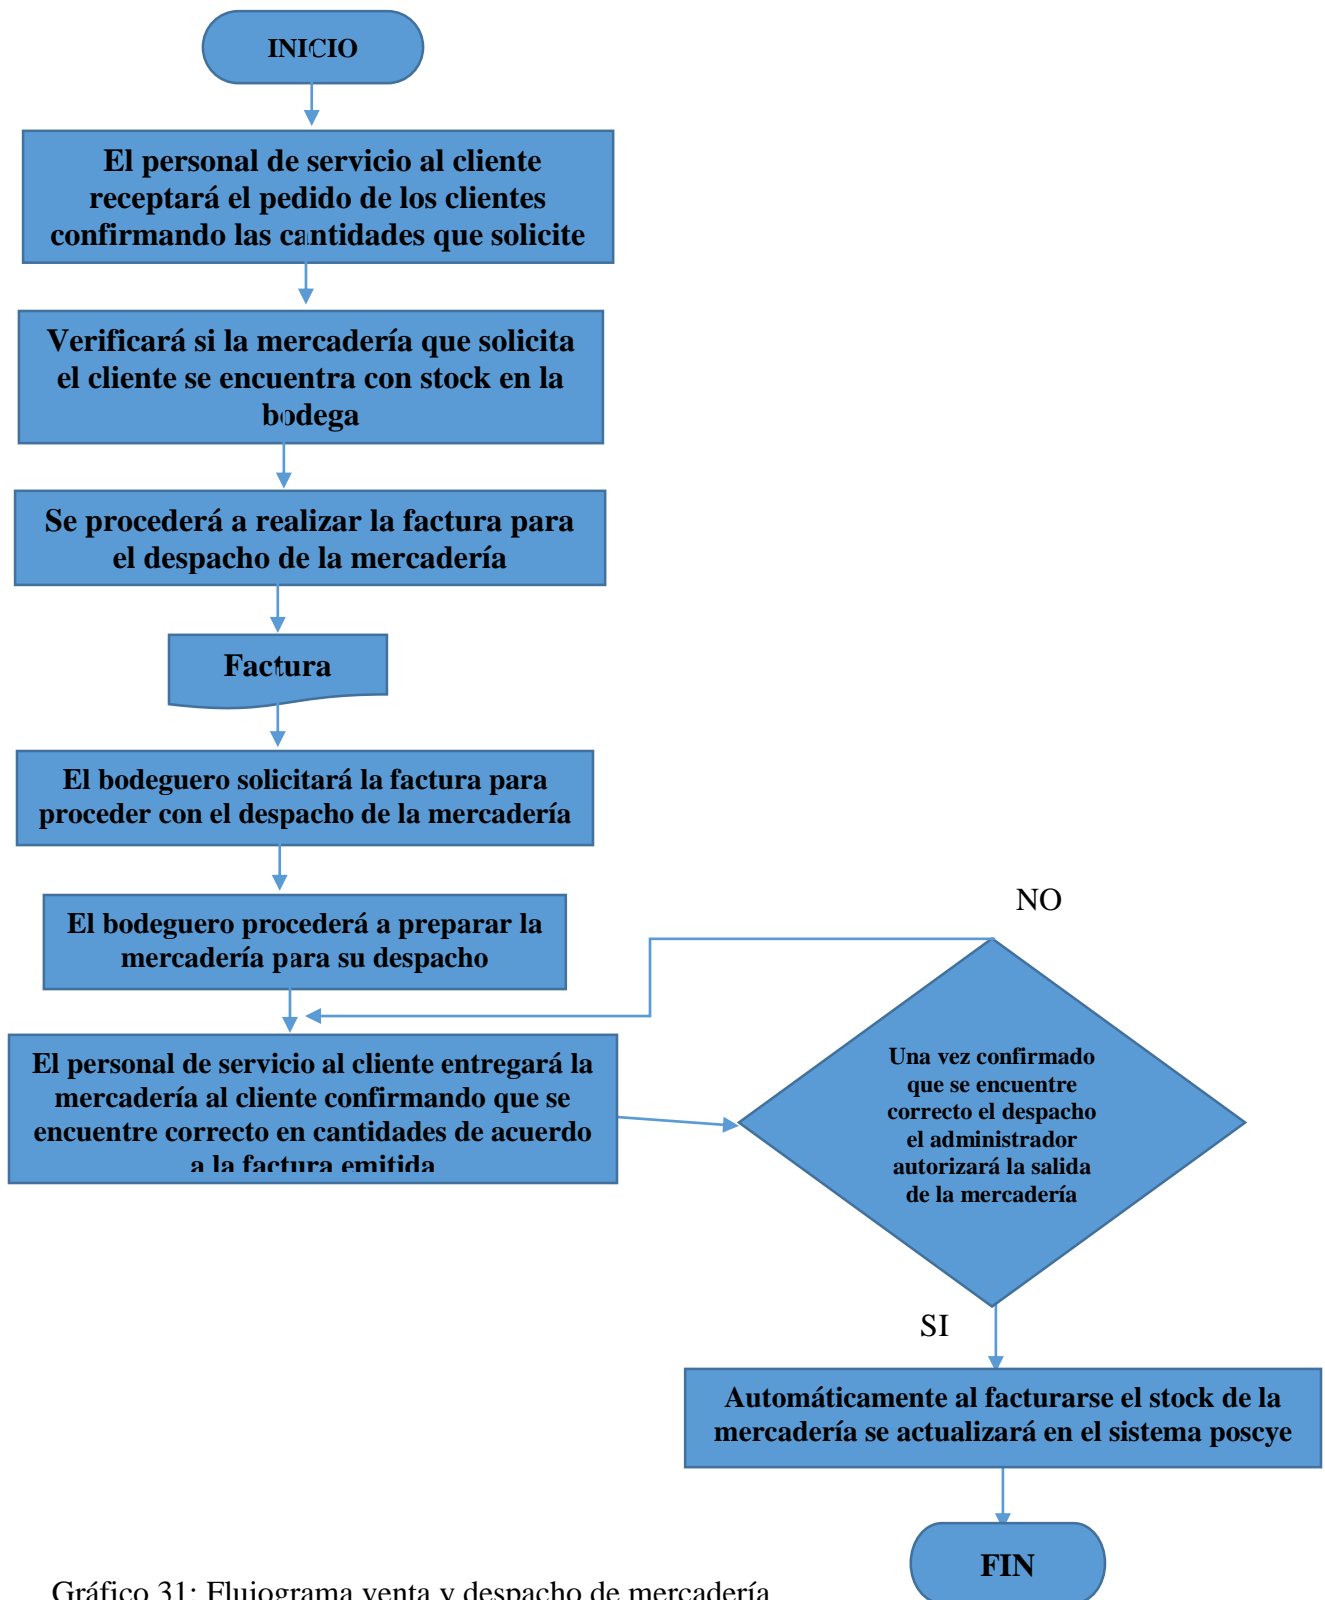 INICIO
El personal de servicio al cliente
receptará el pedido de los clientes
confirmando las cantidades que solicite
Verificará si la mercadería que solicita
el cliente se encuentra con stock en la
bodega
Se procederá a realizar la factura para
el despacho de la mercadería
Factura
El bodeguero solicitará la factura para
proceder con el despacho de la mercadería
El bodeguero procederá a preparar la
mercadería para su despacho
El personal de servicio al cliente entregará la
mercadería al cliente confirmando que se
encuentre correcto en cantidades de acuerdo
a la factura emitida
NO
Una vez confirmado
que se encuentre
correcto el despacho
el administrador
autorizará la salida
de la mercadería
SI
Automáticamente al facturarse el stock de la
mercadería se actualizará en el sistema poscye
FIN
Gráfico 31: Flujograma venta y despacho de mercadería